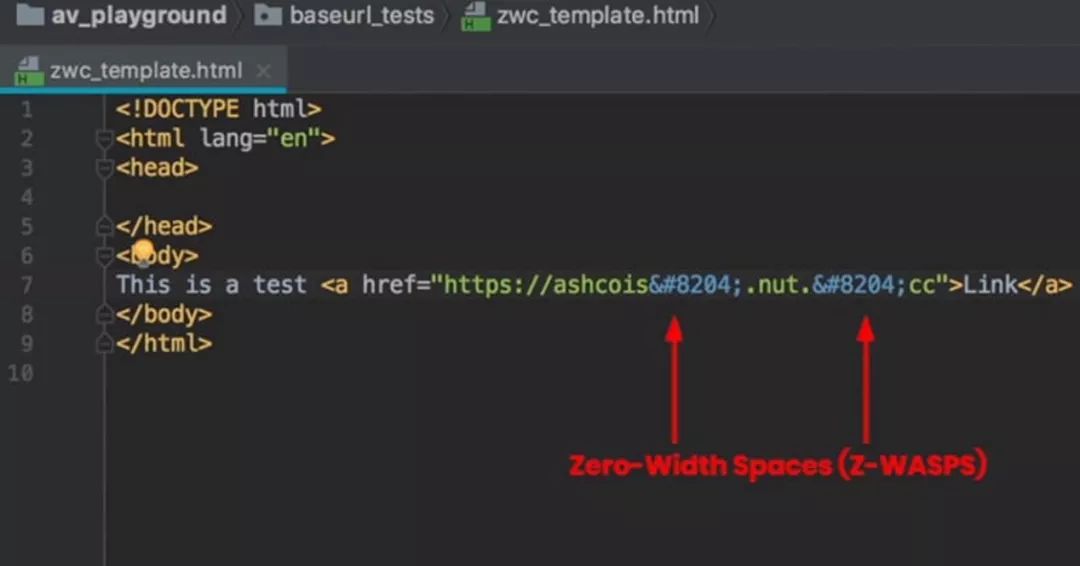 av_playground baseurl_tests zwc_template.html
zwc_template.html ×
1 <!DOCTYPE html>
2 <html lang="en">
3 <head>
4
5 </head>
6 <body>
7 This is a test <a href="https://ashcois&#8204;.nut.&#8204;cc">Link</a>
8 </body>
9 </html>
10
Zero-Width Spaces (Z-WASPS)